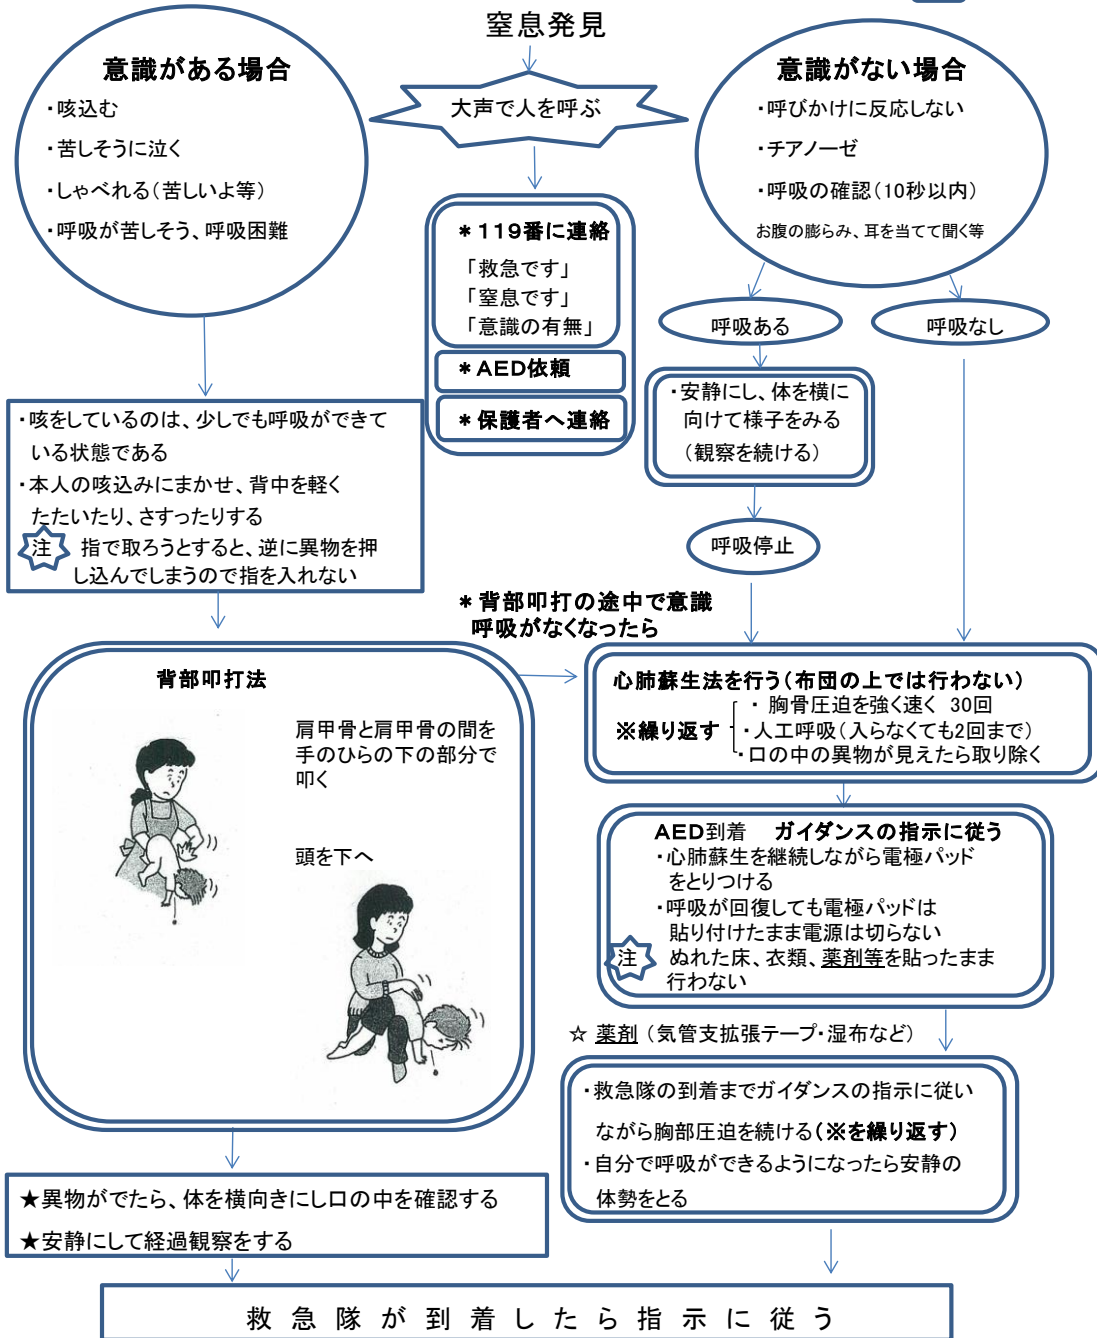 窒息発見
大声で人を呼ぶ
意識がある場合
・咳込む
・苦しそうに泣く
・しゃべれる(苦しいよ等)
・呼吸が苦しそう、呼吸困難
意識がない場合
・呼びかけに反応しない
・チアノーゼ
・呼吸の確認(10秒以内)
お腹の膨らみ、耳を当てて聞く等
*119番に連絡
「救急です」
「窒息です」
「意識の有無」
*AED依頼
*保護者へ連絡
呼吸ある
呼吸なし
・安静にし、体を横に
向けて様子をみる
(観察を続ける)
呼吸停止
・咳をしているのは、少しでも呼吸ができて
いる状態である
・本人の咳込みにまかせ、背中を軽く
たたいたり、さすったりする
注 指で取ろうとすると、逆に異物を押
し込んでしまうので指を入れない
*背部叩打の途中で意識
呼吸がなくなったら
背部叩打法
肩甲骨と肩甲骨の間を
手のひらの下の部分で
叩く
頭を下へ
心肺蘇生法を行う(布団の上では行わない)
・ 胸骨圧迫を強く速く 30回
※繰り返す ・人工呼吸(入らなくても2回まで)
・口の中の異物が見えたら取り除く
AED到着 ガイダンスの指示に従う
・心肺蘇生を継続しながら電極パッド
をとりつける
・呼吸が回復しても電極パッドは
貼り付けたまま電源は切らない
注 ぬれた床、衣類、薬剤等を貼ったまま
行わない
☆ 薬剤 (気管支拡張テープ・湿布など)
・救急隊の到着までガイダンスの指示に従い
ながら胸部圧迫を続ける(※を繰り返す)
・自分で呼吸ができるようになったら安静の
体勢をとる
★異物がでたら、体を横向きにし口の中を確認する
★安静にして経過観察をする
救急隊が到着したら指示に従う